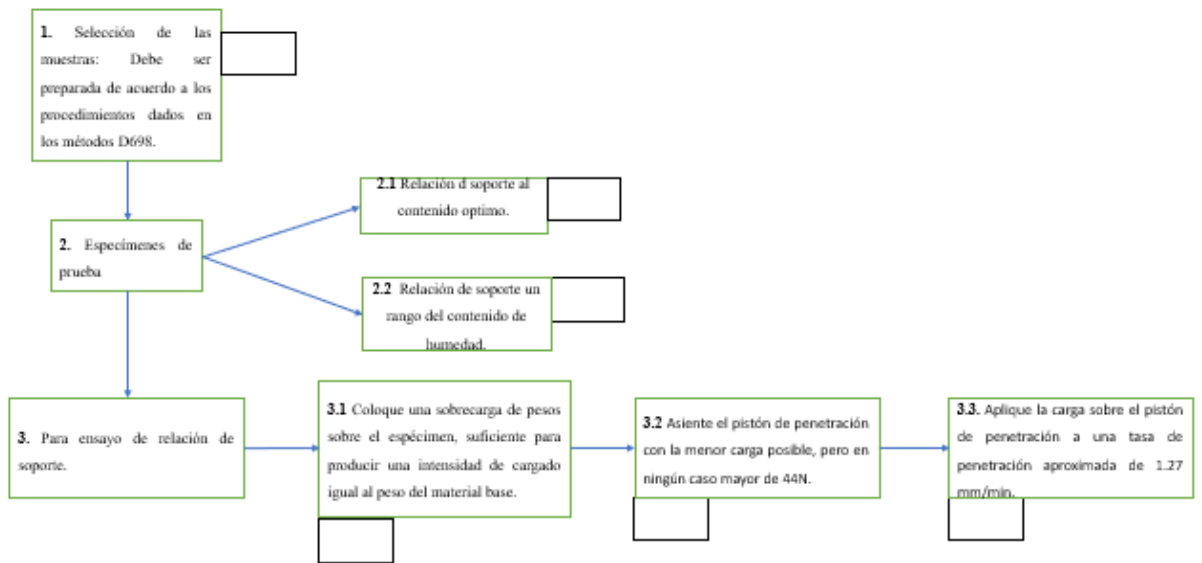 1. Selección de las
muestras: Debe ser
preparada de acuerdo a los
procedimientos dados en
los métodos D698.
2.1 Relación d soporte al
contenido optimo.
2. Especímenes de
prueba
2.2 Relación de soporte un
rango del contenido de
humedad.
3. Para ensayo de relación de
soporte.
3.1 Coloque una sobrecarga de pesos
sobre el espécimen, suficiente para
producir una intensidad de cargado
igual al peso del material base.
3.2 Asiente el pistón de penetración
con la menor carga posible, pero en
ningún caso mayor de 44N.
3.3. Aplique la carga sobre el pistón
de penetración a una tasa de
penetración aproximada de 1.27
mm/min.